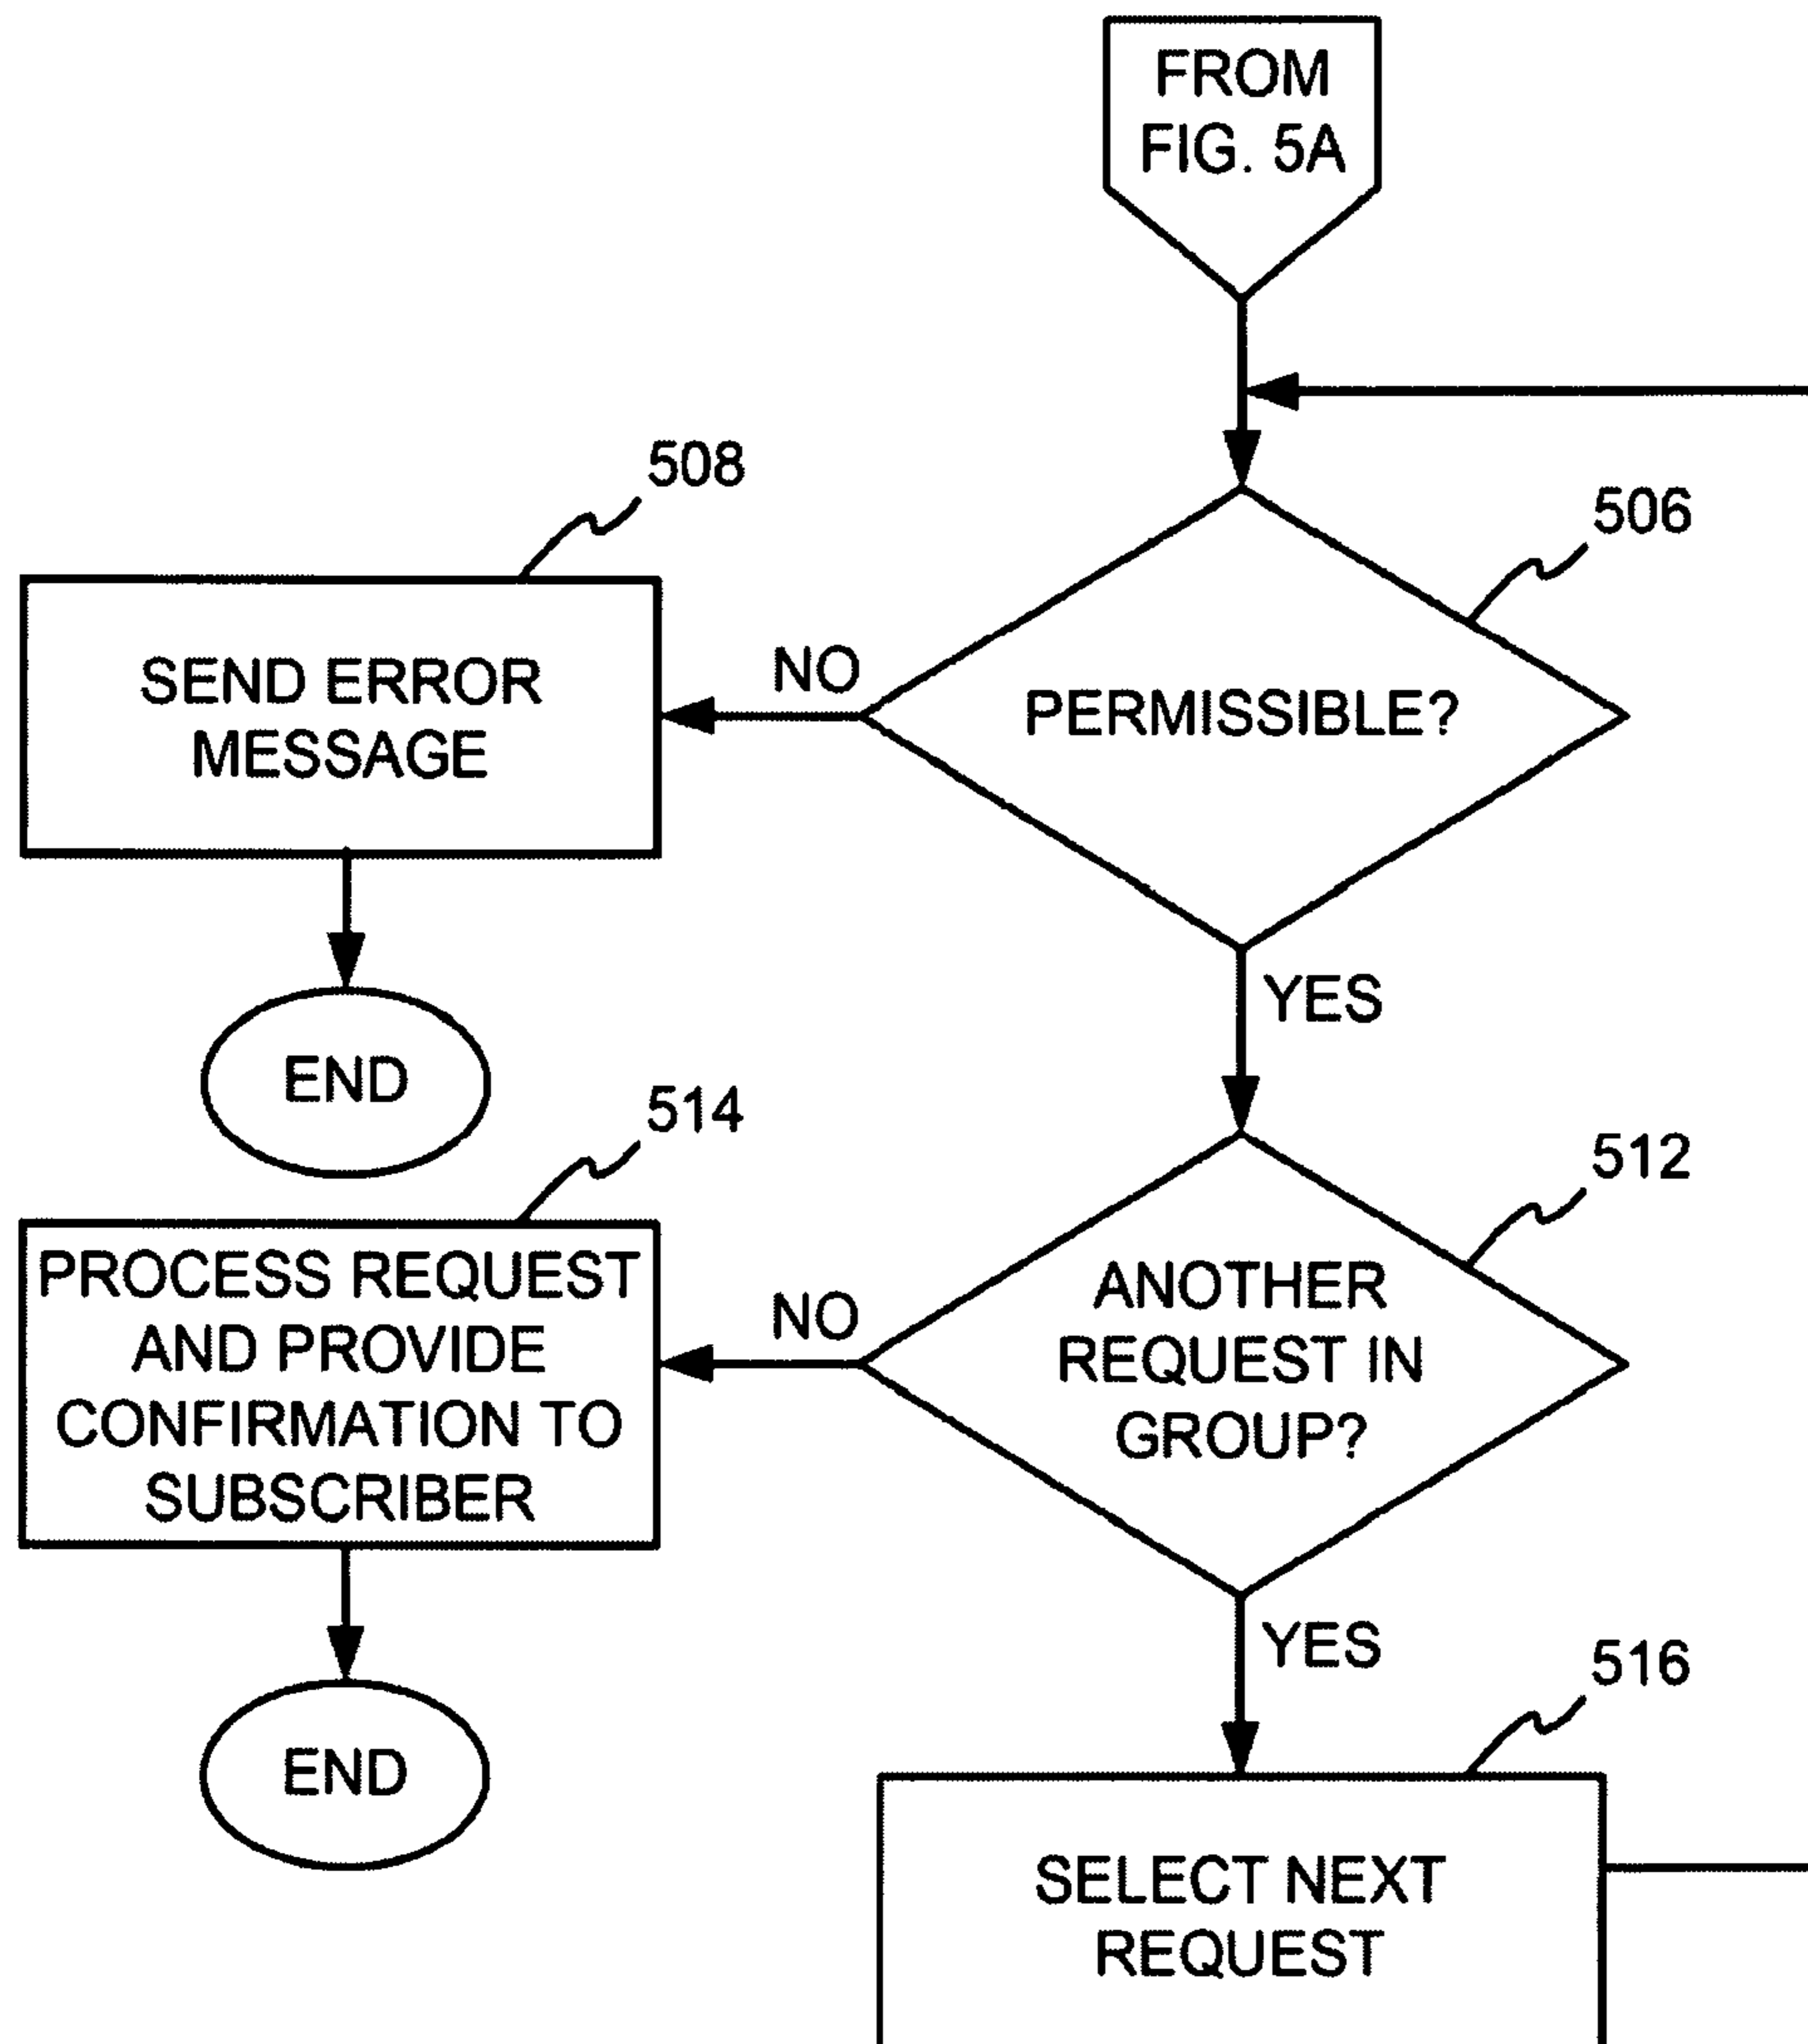 FROM
FIG. 5A
508
506
SEND ERROR
MESSAGE
NO
PERMISSIBLE?
END
YES
514
512
PROCESS REQUEST
AND PROVIDE
CONFIRMATION TO
SUBSCRIBER
NO
ANOTHER
REQUEST IN
GROUP?
YES
516
END
SELECT NEXT
REQUEST